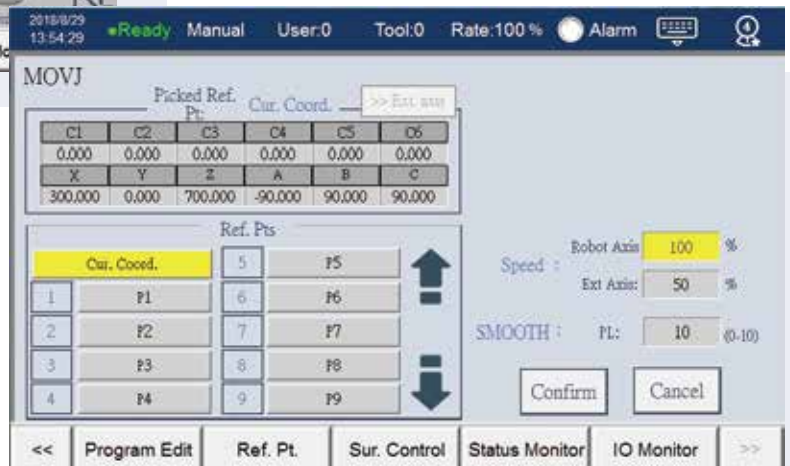 2018/8/29
13:54:29
Ready Manual User:0 Tool:0 Rate:100 % Alarm
MOVJ
Picked Ref. Pt: Cur. Coord. >> Ext. axis
C1 C2 C3 C4 C5 C6
0.000 0.000 0.000 0.000 0.000 0.000
X Y Z A B C
300.000 0.000 700.000 -90.000 90.000 90.000
Ref. Pts
Cur. Coord. 5 P5
1 P1 6 P6
2 P2 7 P7
3 P3 8 P8
4 P4 9 P9
Speed : Robot Axis 100 %
Ext Axis: 50 %
SMOOTH : PL: 10 (0-10)
Confirm Cancel
<< Program Edit Ref. Pt. Sur. Control Status Monitor IO Monitor >>